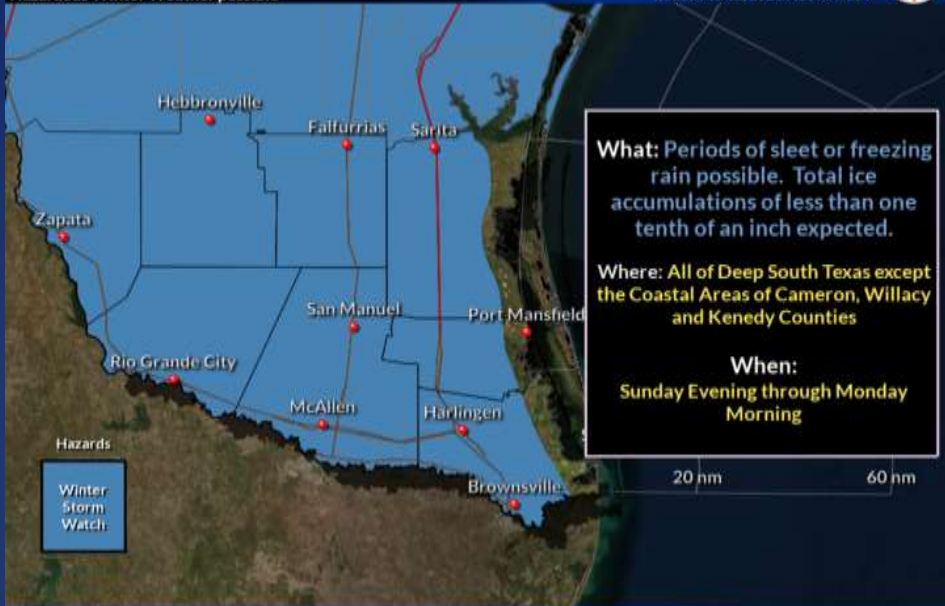 Hebbronville
Falfurrias
Sarita
Zapata
San Manuel
Port Mansfield
Rio Grande City
McAllen
Harlingen
Brownsville
Hazards
Winter
Storm
Watch
What: Periods of sleet or freezing
rain possible. Total ice
accumulations of less than one
tenth of an inch expected.
Where: All of Deep South Texas except
the Coastal Areas of Cameron, Willacy
and Kenedy Counties
When:
Sunday Evening through Monday
Morning
20 nm
60 nm